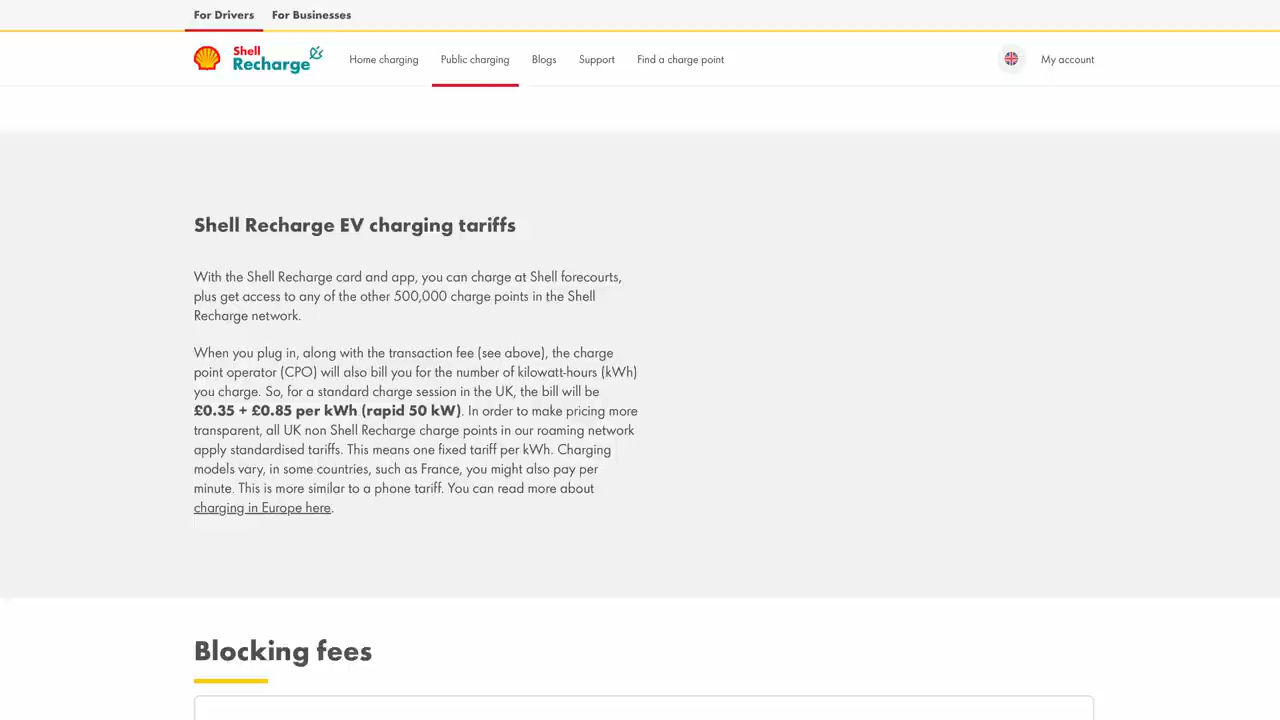 For Drivers For Businesses
Shell
Recharge
Home charging Public charging Blogs Support Find a charge point My account
Shell Recharge EV charging tariffs
With the Shell Recharge card and app, you can charge at Shell forecourts,
plus get access to any of the other 500,000 charge points in the Shell
Recharge network.
When you plug in, along with the transaction fee (see above), the charge
point operator (CPO) will also bill you for the number of kilowatt-hours (kWh)
you charge. So, for a standard charge session in the UK, the bill will be
£0.35 + £0.85 per kWh (rapid 50 kW). In order to make pricing more
transparent, all UK non Shell Recharge charge points in our roaming network
apply standardised tariffs. This means one fixed tariff per kWh. Charging
models vary, in some countries, such as France, you might also pay per
minute. This is more similar to a phone tariff. You can read more about
charging in Europe here.
Blocking fees